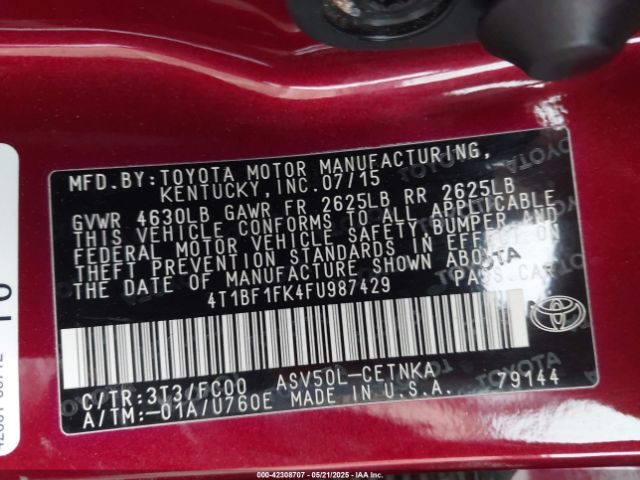 MFD.BY:TOYOTA MOTOR MANUFACTURING,
KENTUCKY, INC.07/15
GVWR 4630LB GAWR FR 2625LB RR 2625LB
THIS VEHICLE CONFORMS TO ALL APPLICABLE
FEDERAL MOTOR VEHICLE SAFETY,BUMPER,AND
THEFT PREVENTION STANDARDS IN EFFECT ON
THE DATE OF MANUFACTURE SHOWN ABOVE.
4T1BF1FK4FU987429 PASS.CAR
TOYOTA
C/TR:3T3/FC00 ASV50L-CETNKA
A/TM:-01A/U760E MADE IN U.S.A. 79144
000-42308707 - 05/21/2025 - IAAI